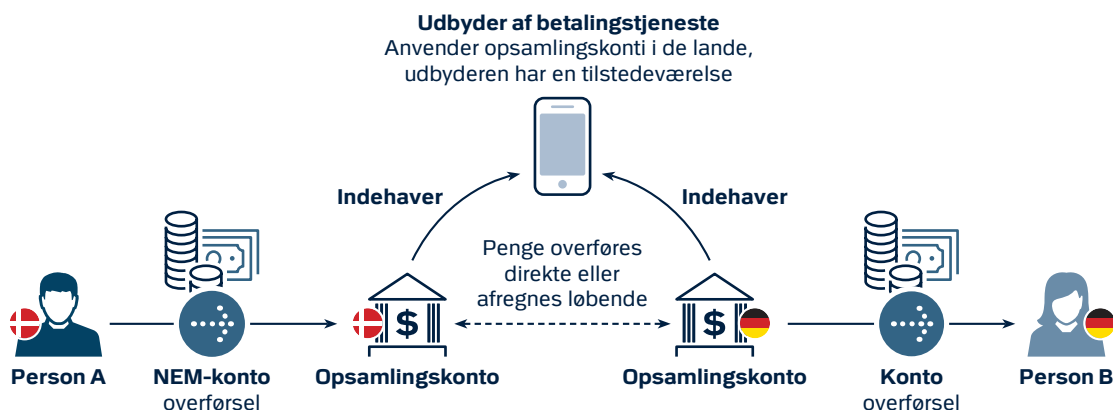 Udbyder af betalingstjeneste
Anvender opsamlingskonti i de lande,
udbyderen har en tilstedeværelse
Indehaver
Indehaver
Penge overføres
direkte eller
afregnes løbende
$
$
Person A
NEM-konto
overførsel
Opsamlingskonto
Opsamlingskonto
Konto
overførsel
Person B